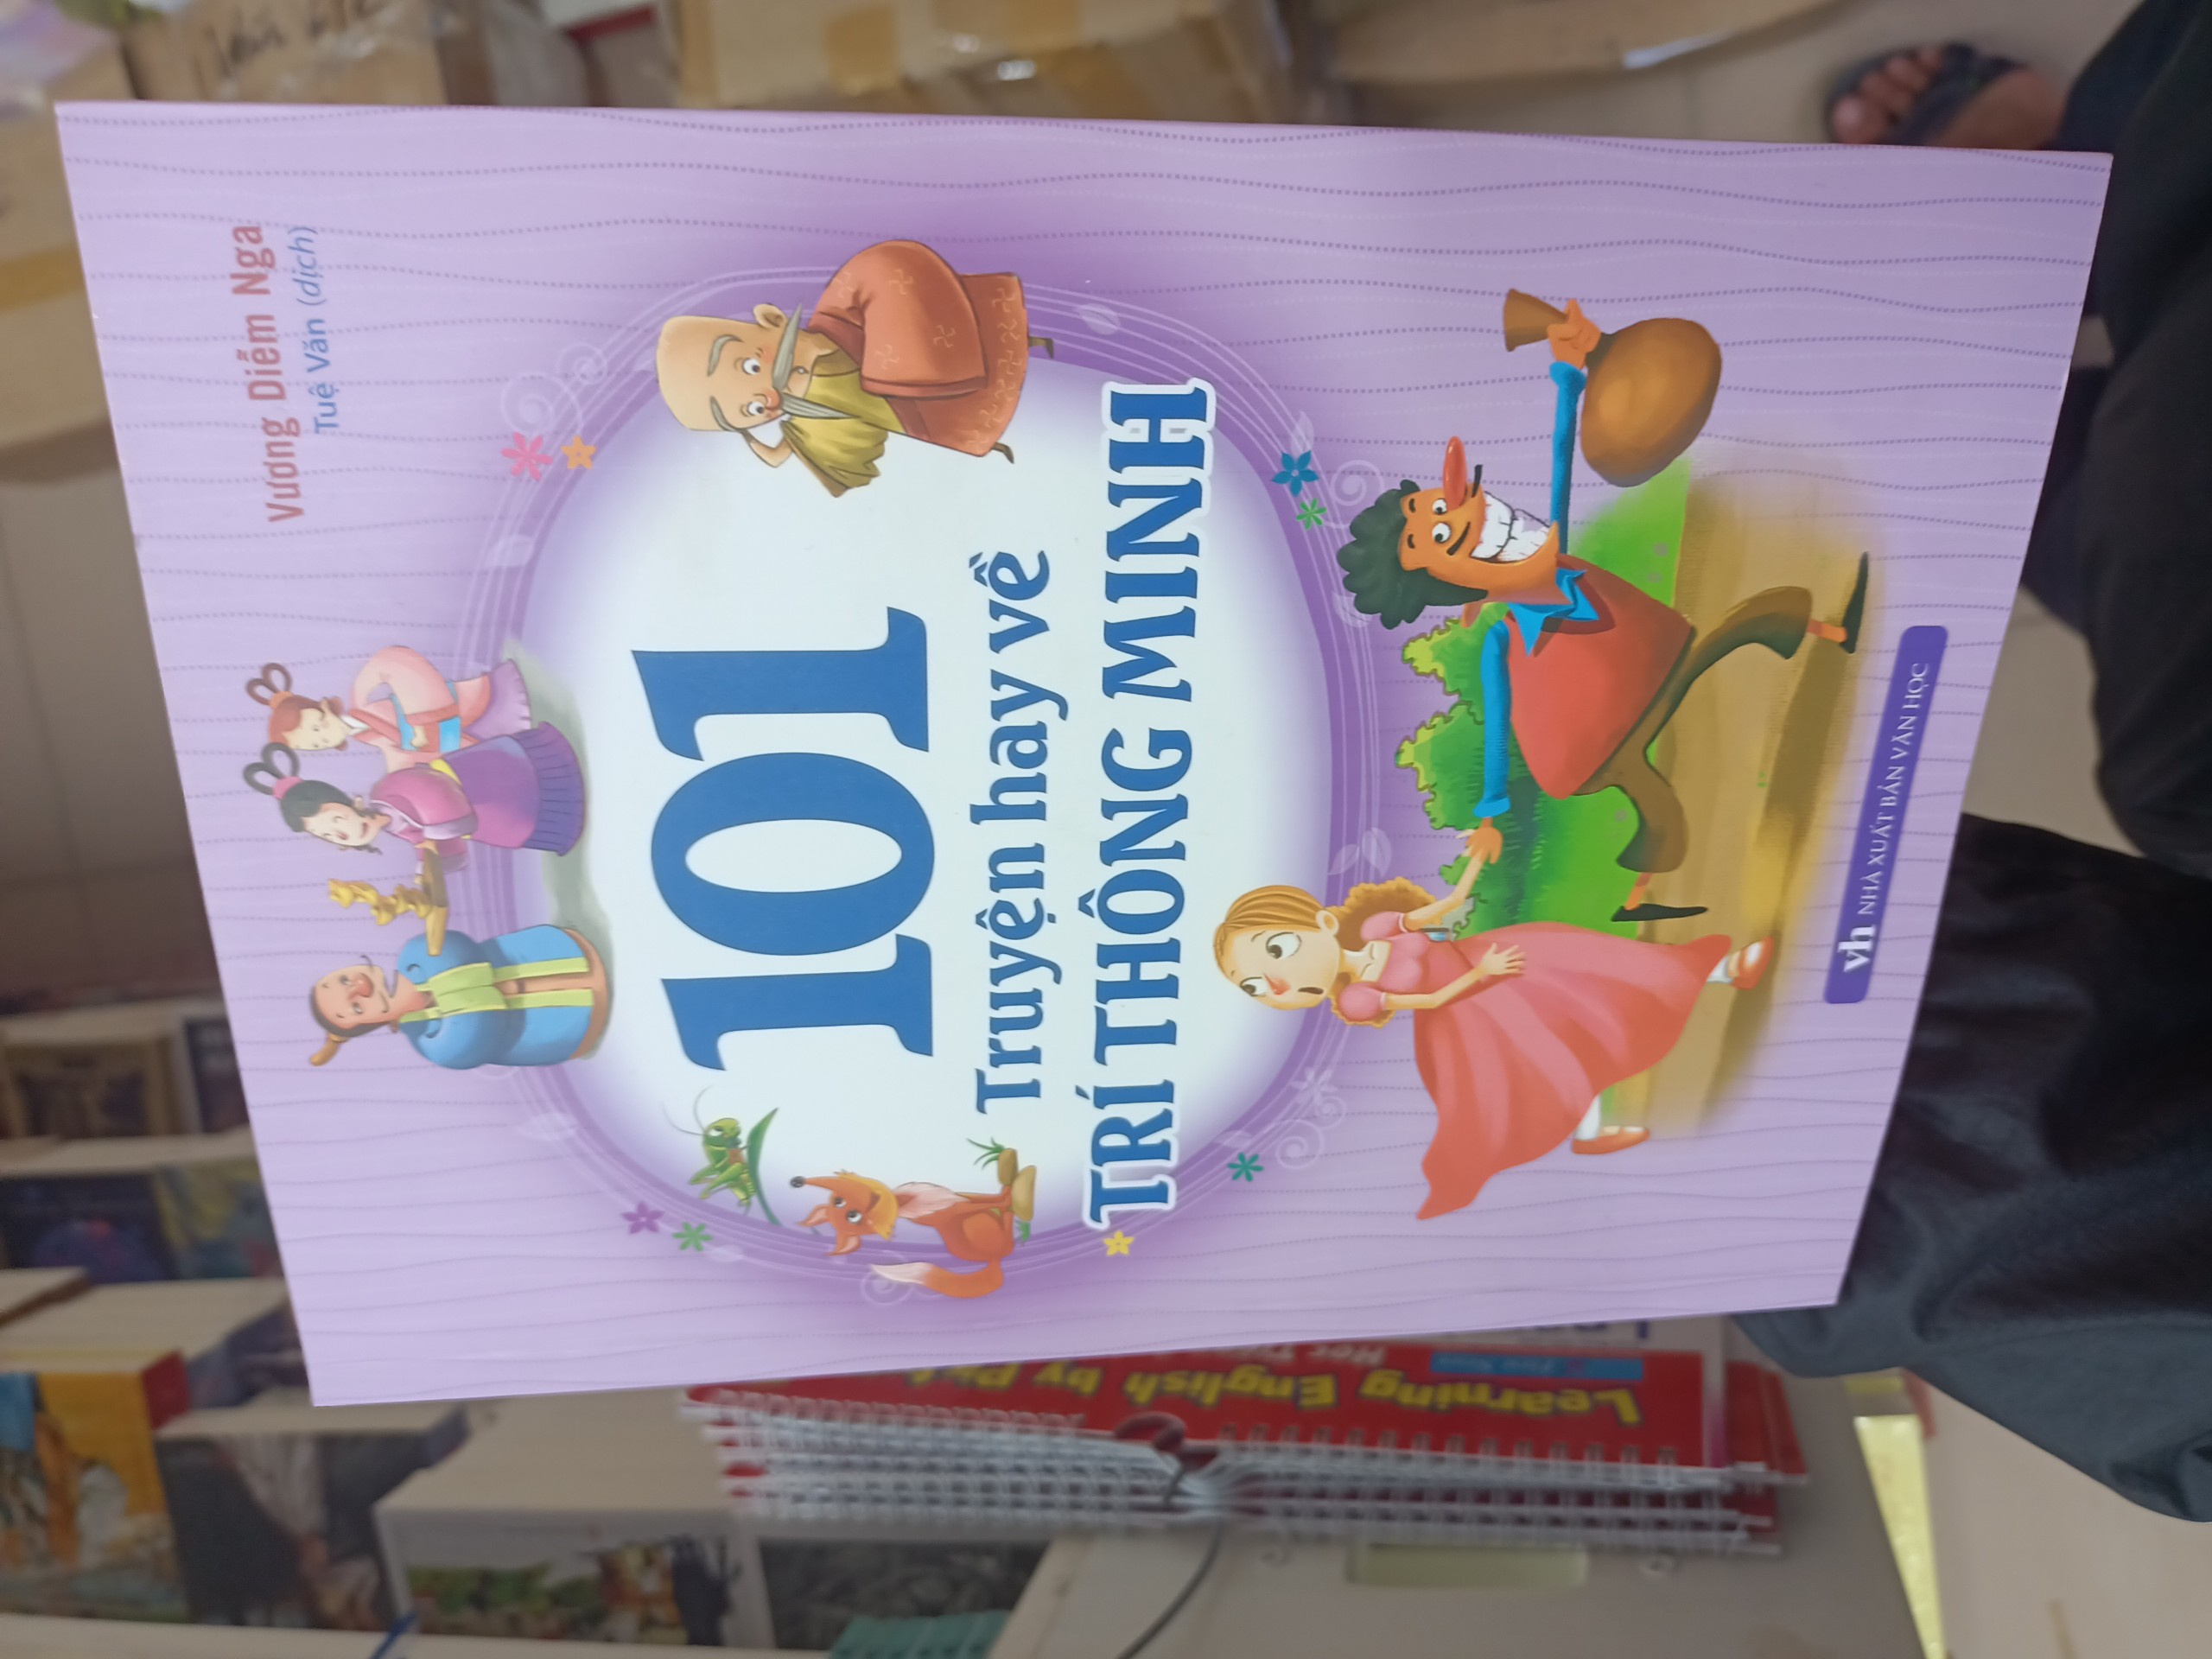 Vương Diễm Nga
Tuệ Văn (dịch)
101
Truyện hay về
TRÍ THÔNG MINH
vh NHÀ XUẤT BẢN VĂN HỌC
Learning English by